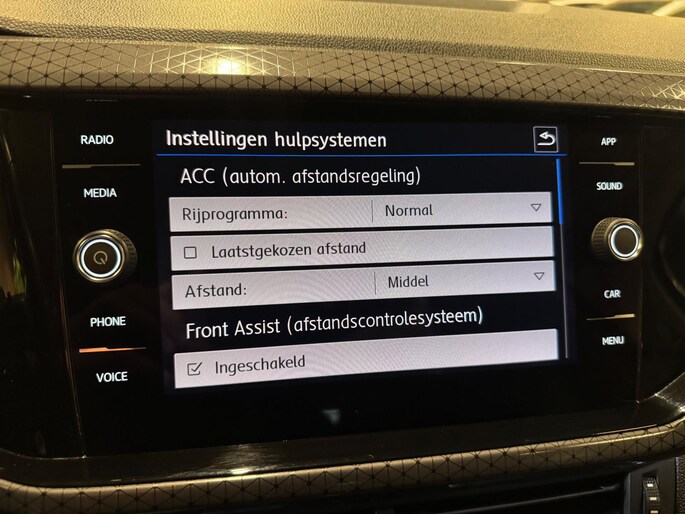 RADIO
MEDIA
PHONE
VOICE
Instellingen hulpsystemen
ACC (autom. afstandsregeling)
Rijprogramma: Normal
Laatstgekozen afstand
Afstand: Middel
Front Assist (afstandscontrolesysteem)
Ingeschakeld
APP
SOUND
CAR
MENU